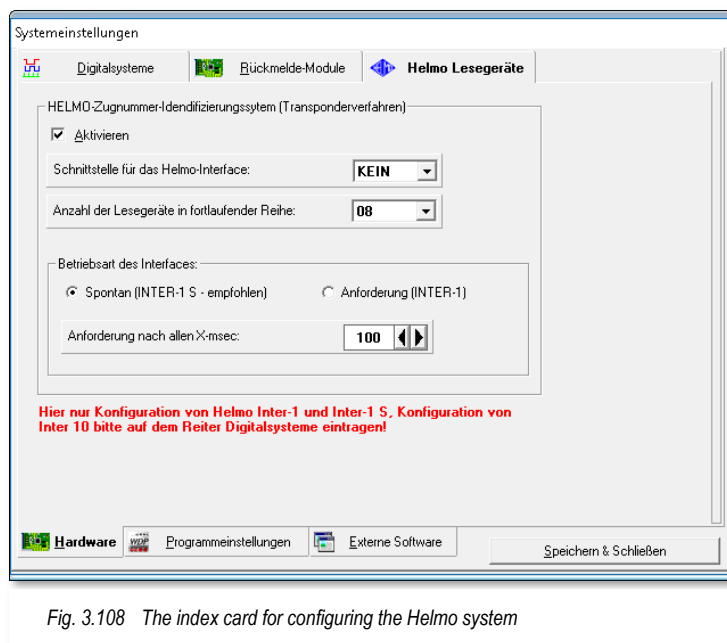 Systemeinstellungen
Digitalsysteme
Rückmelde-Module
Helmo Lesegeräte
HELMO-Zugnummer-Idendifizierungssytem (Transponderverfahren)
Aktivieren
Schnittstelle für das Helmo-Interface:
KEIN
Anzahl der Lesegeräte in fortlaufender Reihe:
08
Betriebsart des Interfaces:
Spontan (INTER-1 S - empfohlen)
Anforderung (INTER-1)
Anforderung nach allen X-msec:
100
Hier nur Konfiguration von Helmo Inter-1 und Inter-1 S, Konfiguration von
Inter 10 bitte auf dem Reiter Digitalsysteme eintragen!
Hardware
WDP
Programmeinstellungen
Externe Software
Speichern & Schließen
Fig. 3.108 The index card for configuring the Helmo system